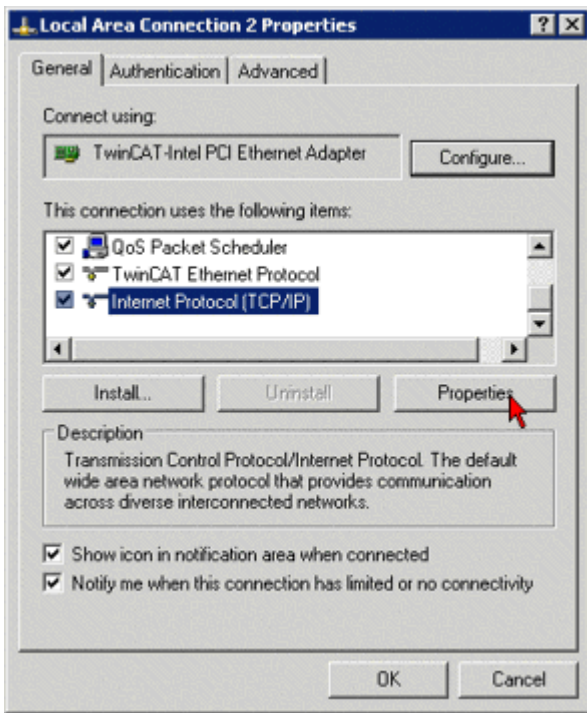 Local Area Connection 2 Properties
General Authentication Advanced
Connect using:
TwinCAT-Intel PCI Ethernet Adapter Configure...
This connection uses the following items:
QoS Packet Scheduler
TwinCAT Ethernet Protocol
Internet Protocol (TCP/IP)
Install... Uninstall Properties
Description
Transmission Control Protocol/Internet Protocol. The default
wide area network protocol that provides communication
across diverse interconnected networks.
Show icon in notification area when connected
Notify me when this connection has limited or no connectivity
OK Cancel